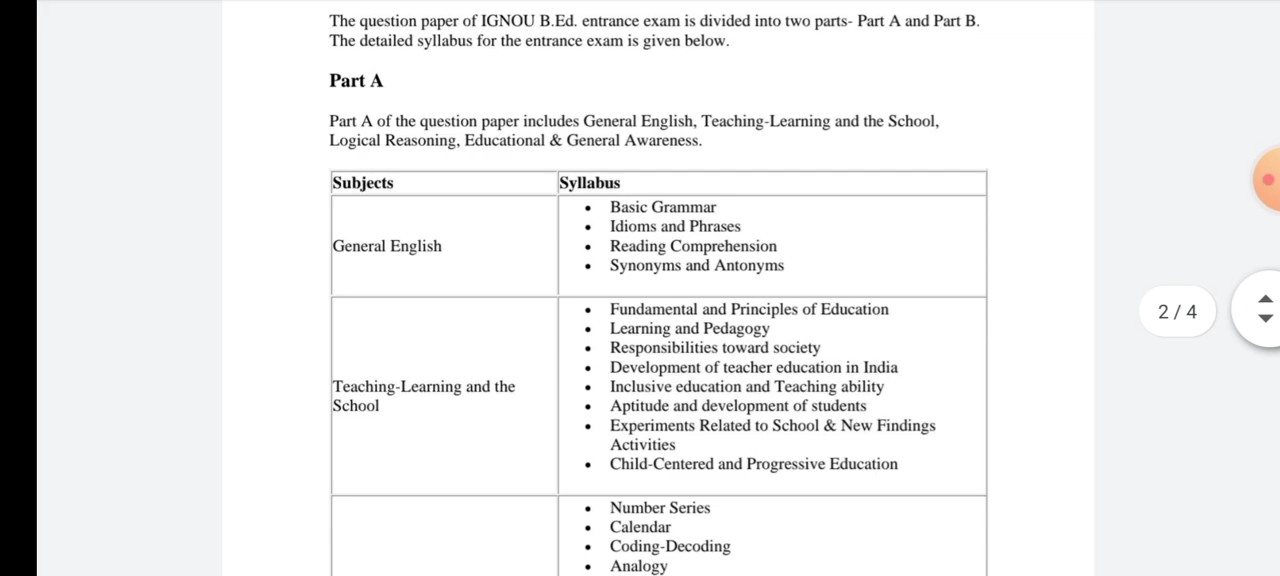 The question paper of IGNOU B.Ed. entrance exam is divided into two parts- Part A and Part B.
The detailed syllabus for the entrance exam is given below.
Part A
Part A of the question paper includes General English, Teaching-Learning and the School,
Logical Reasoning, Educational & General Awareness.
Subjects
Syllabus
General English
• Basic Grammar
• Idioms and Phrases
• Reading Comprehension
• Synonyms and Antonyms
Teaching-Learning and the
School
• Fundamental and Principles of Education
• Learning and Pedagogy
• Responsibilities toward society
• Development of teacher education in India
• Inclusive education and Teaching ability
• Aptitude and development of students
• Experiments Related to School & New Findings
Activities
• Child-Centered and Progressive Education
• Number Series
• Calendar
• Coding-Decoding
• Analogy
2 / 4